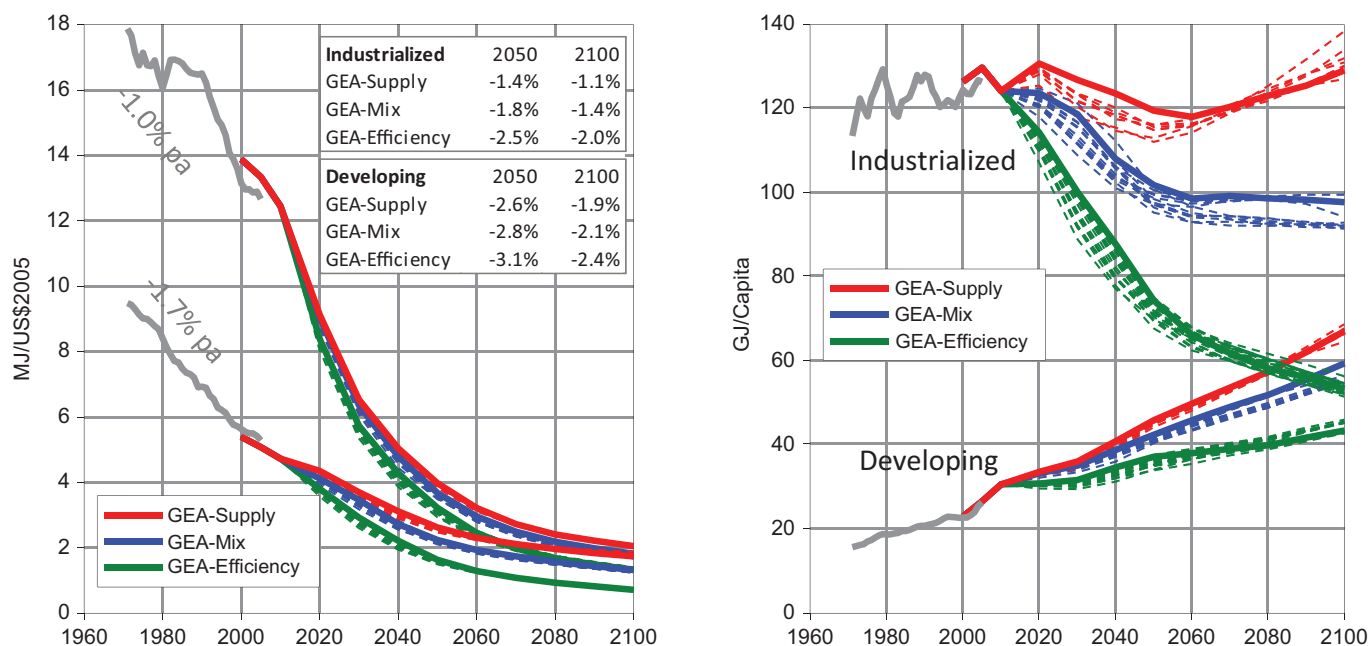 18
16
14
12
10
8
6
4
2
0
MJ/US$2005
1960 1980 2000 2020 2040 2060 2080 2100
-1.0% pa
-1.7% pa
Industrialized 2050 2100
GEA-Supply -1.4% -1.1%
GEA-Mix -1.8% -1.4%
GEA-Efficiency -2.5% -2.0%
Developing 2050 2100
GEA-Supply -2.6% -1.9%
GEA-Mix -2.8% -2.1%
GEA-Efficiency -3.1% -2.4%
GEA-Supply
GEA-Mix
GEA-Efficiency
140
120
100
80
60
40
20
0
GJ/Capita
1960 1980 2000 2020 2040 2060 2080 2100
Industrialized
GEA-Supply
GEA-Mix
GEA-Efficiency
Developing